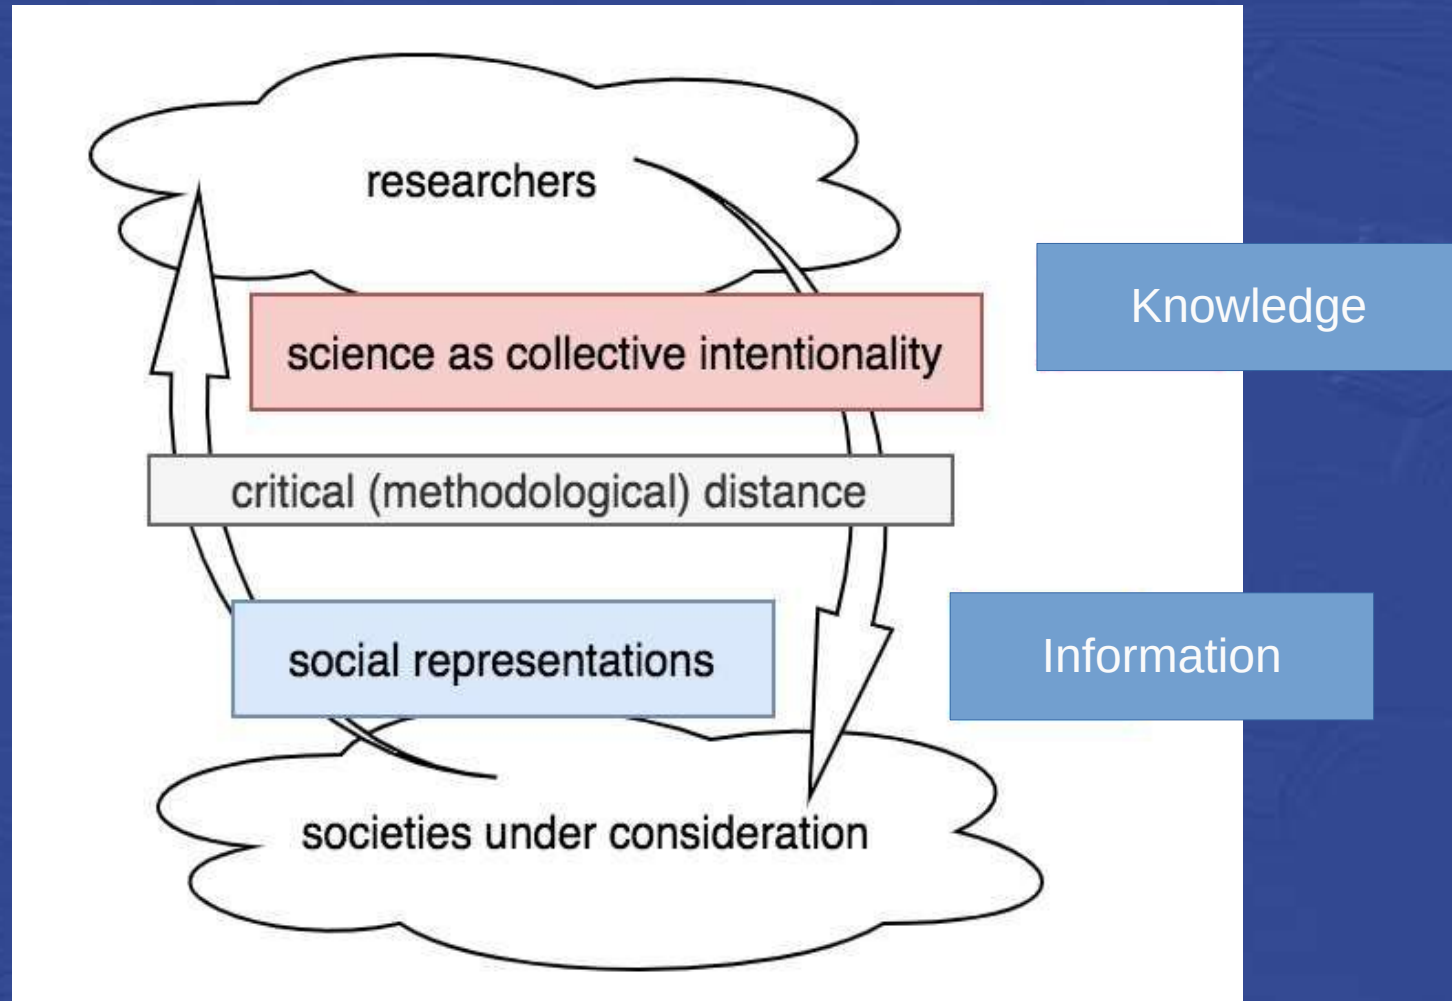 researchers
Knowledge
science as collective intentionality
critical (methodological) distance
social representations
Information
societies under consideration